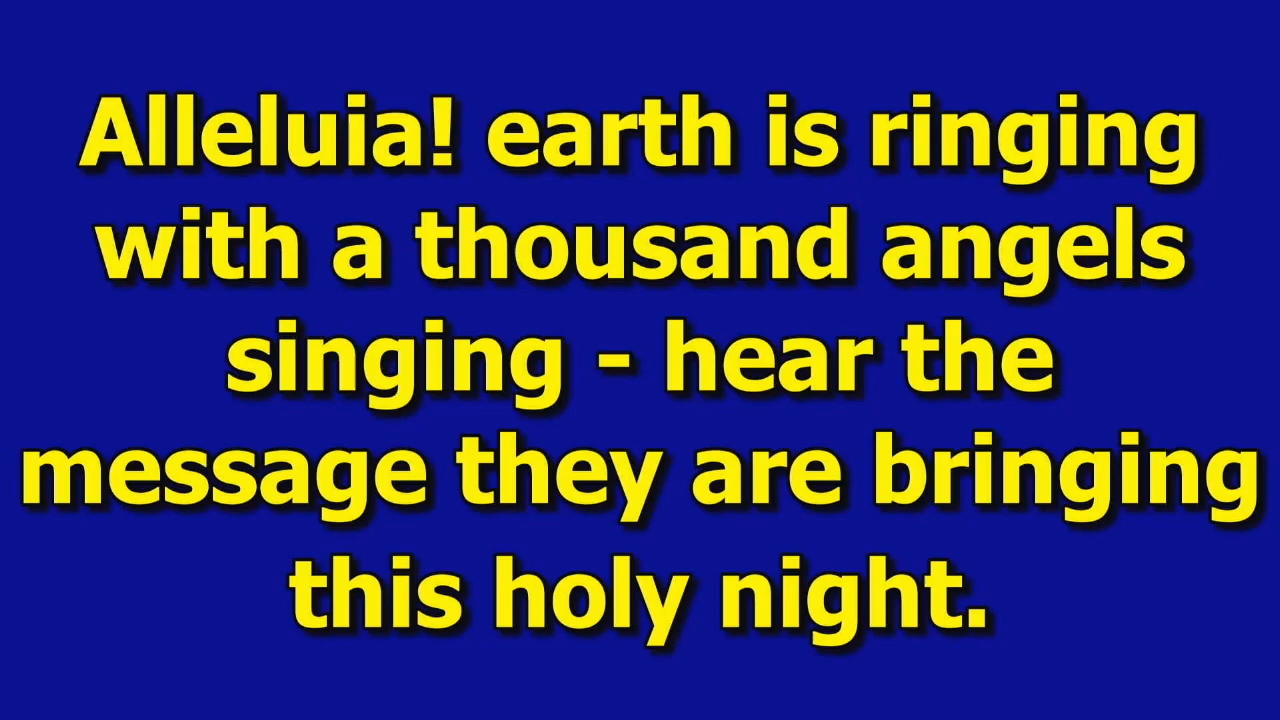 Alleluia! earth is ringing
with a thousand angels
singing - hear the
message they are bringing
this holy night.